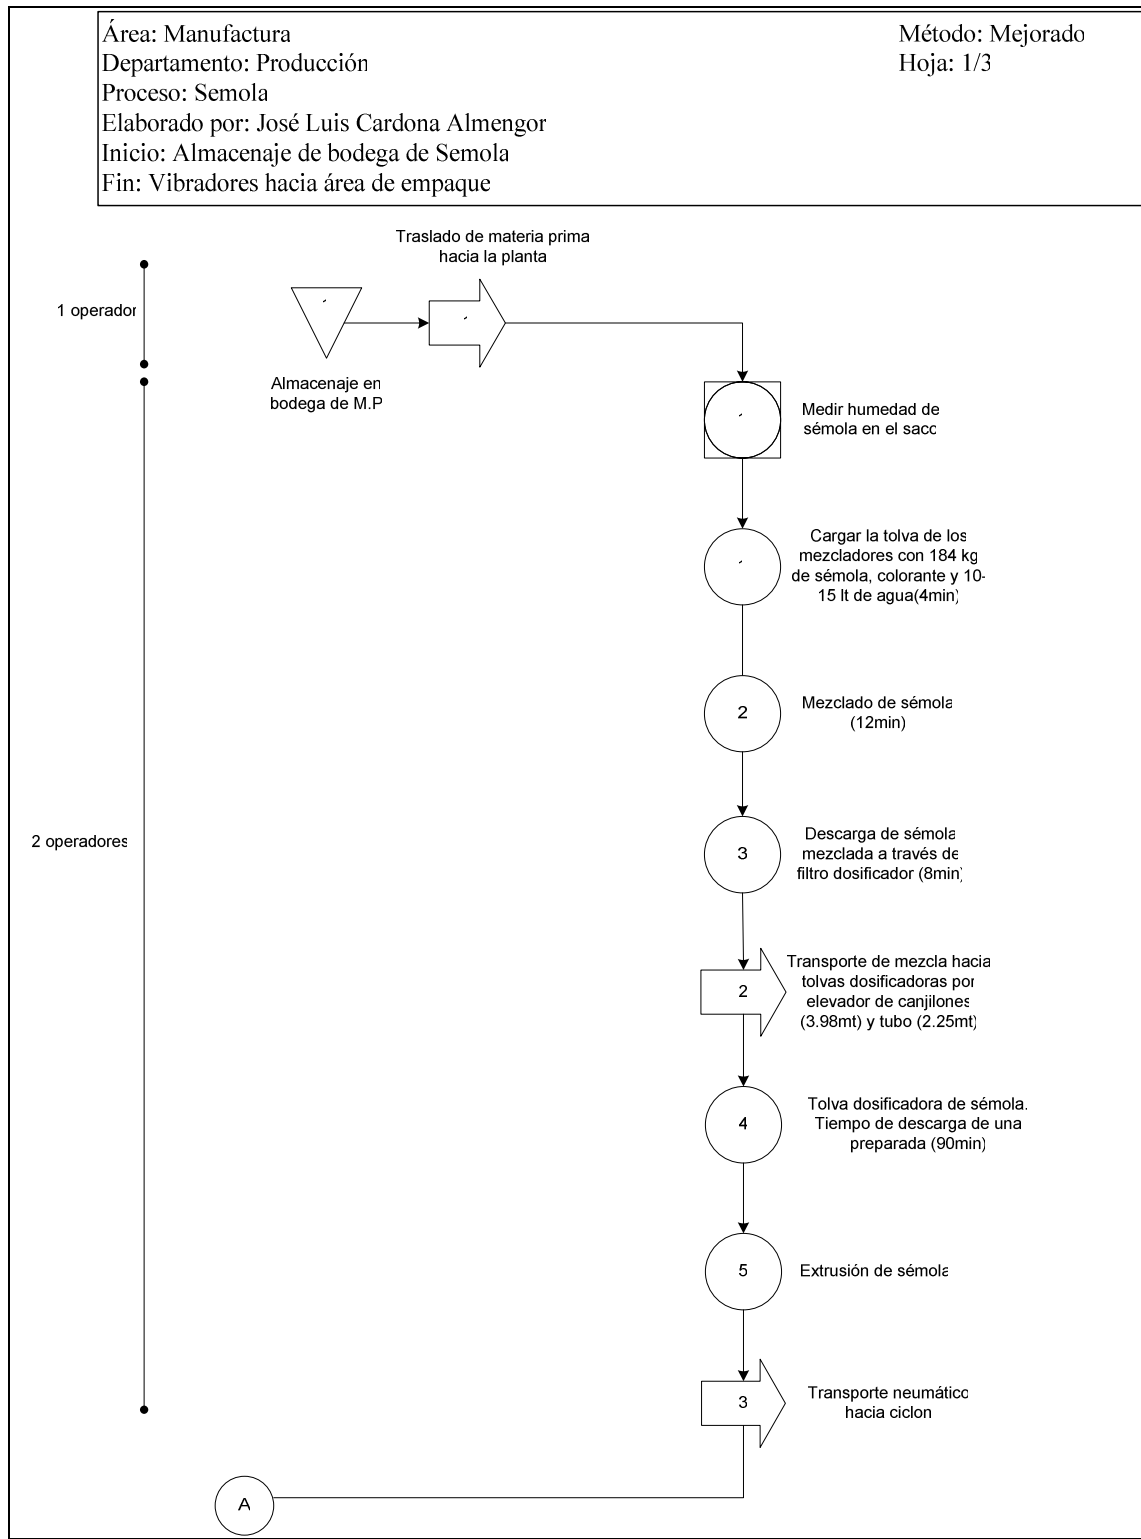 Área: Manufactura
Método: Mejorado
Departamento: Producción
Hoja: 1/3
Proceso: Semola
Elaborado por: José Luis Cardona Almengor
Inicio: Almacenaje de bodega de Semola
Fin: Vibradores hacia área de empaque
Traslado de materia prima
hacia la planta
1 operador
Almacenaje en
bodega de M.P
Medir humedad de
sémola en el saco
Cargar la tolva de los
mezcladores con 184 kg
de sémola, colorante y 10-
15 lt de agua(4min)
2
Mezclado de sémola
(12min)
2 operadores
3
Descarga de sémola
mezclada a través de
filtro dosificador (8min)
2
Transporte de mezcla hacia
tolvas dosificadoras por
elevador de canjilones
(3.98mt) y tubo (2.25mt)
4
Tolva dosificadora de sémola.
Tiempo de descarga de una
preparada (90min)
5
Extrusión de sémola
3
Transporte neumático
hacia ciclon
A